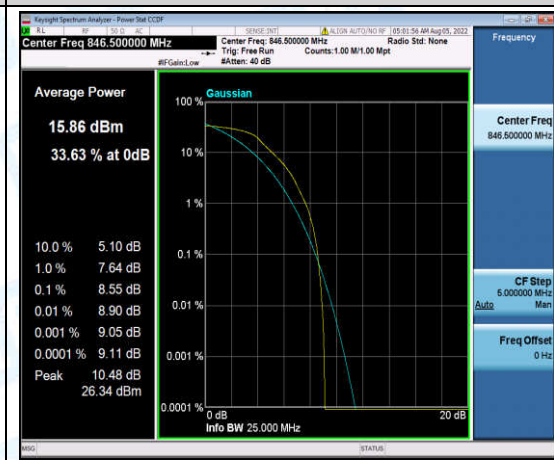 Keysight Spectrum Analyzer - Power Stat CCDF
RL RF 50 Ω AC SENSE:INT ALIGN AUTO/NO RF 05:01:56 AM Aug 05, 2022
Center Freq 846.500000 MHz
Center Freq: 846.500000 MHz Radio Std: None
Trig: Free Run Counts:1.00 M/1.00 Mpt
#IFGain:Low #Atten: 40 dB
Frequency
Average Power
15.86 dBm
33.63 % at 0dB
10.0 % 5.10 dB
1.0 % 7.64 dB
0.1 % 8.55 dB
0.01 % 8.90 dB
0.001 % 9.05 dB
0.0001 % 9.11 dB
Peak 10.48 dB
26.34 dBm
Gaussian
100 %
10 %
1 %
0.1 %
0.01 %
0.001 %
0.0001 %
0 dB 20 dB
Info BW 25.000 MHz
Center Freq
846.500000 MHz
CF Step
5.000000 MHz
Auto Man
Freq Offset
0 Hz
MSG STATUS